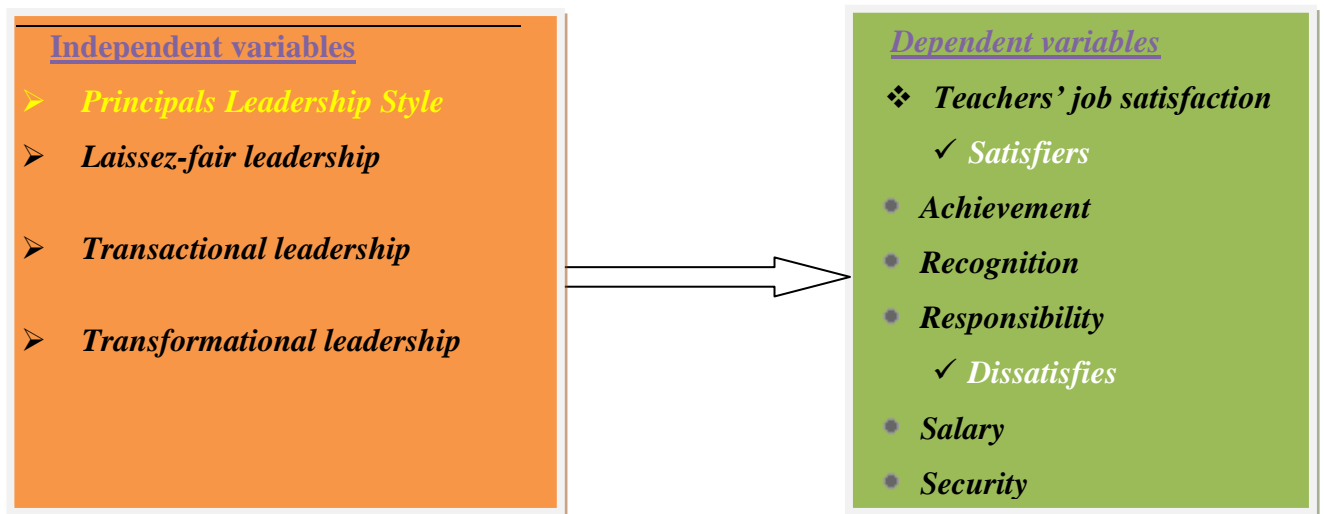 Independent variables
➢ Principals Leadership Style
➢ Laissez-fair leadership
➢ Transactional leadership
➢ Transformational leadership
Dependent variables
❖ Teachers’ job satisfaction
✓ Satisfiers
• Achievement
• Recognition
• Responsibility
✓ Dissatisfies
• Salary
• Security